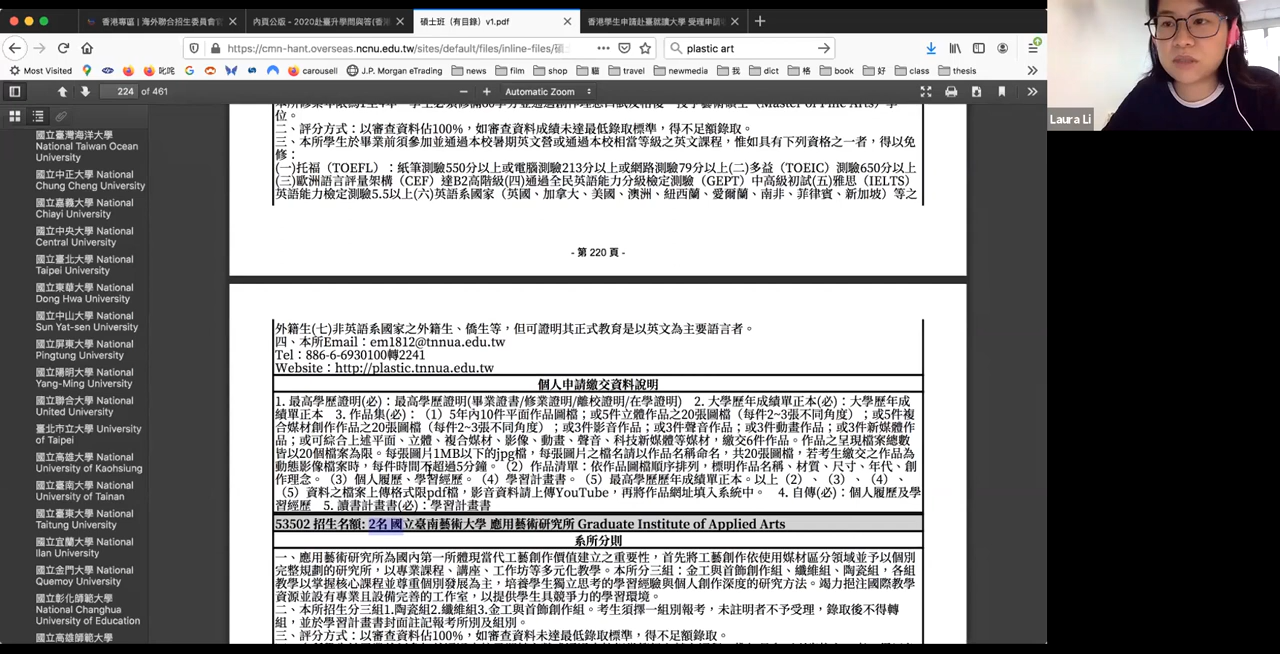 香港專區 | 海外聯合招生委員會官
內頁公版 - 2020赴臺升學問與答(香
碩士班（有目錄）v1.pdf
香港學生申請赴臺就讀大學 受理申請
https://cmn-hant.overseas.ncnu.edu.tw/sites/default/files/inline-files/碩
plastic art
Most Visited
叱咤
carousell
J.P. Morgan eTrading
news
film
shop
貓
travel
newmedia
我
dict
格
book
好
class
thesis
224 of 461
Automatic Zoom
Laura Li
國立臺灣海洋大學
National Taiwan Ocean
University
國立中正大學 National
Chung Cheng University
國立嘉義大學 National
Chiayi University
國立中央大學 National
Central University
國立臺北大學 National
Taipei University
國立東華大學 National
Dong Hwa University
國立中山大學 National
Sun Yat-sen University
國立屏東大學 National
Pingtung University
國立陽明大學 National
Yang-Ming University
國立聯合大學 National
United University
臺北市立大學 University
of Taipei
國立高雄大學 National
University of Kaohsiung
國立臺南大學 National
University of Tainan
國立臺東大學 National
Taitung University
國立宜蘭大學 National
Ilan University
國立金門大學 National
Quemoy University
國立彰化師範大學
National Changhua
University of Education
國立高雄師範大學
位。
二、評分方式：以審查資料佔100%，如審查資料成績未達最低錄取標準，得不足額錄取。
三、本所學生於畢業前須參加並通過本校暑期英文營或通過本校相當等級之英文課程，惟如具有下列資格之一者，得以免
修：
(一)托福（TOEFL）：紙筆測驗550分以上或電腦測驗213分以上或網路測驗79分以上(二)多益（TOEIC）測驗650分以上
(三)歐洲語言評量架構（CEF）達B2高階級(四)通過全民英語能力分級檢定測驗（GEPT）中高級初試(五)雅思（IELTS）
英語能力檢定測驗5.5以上(六)英語系國家（英國、加拿大、美國、澳洲、紐西蘭、愛爾蘭、南非、菲律賓、新加坡）等之
- 第 220 頁 -
外籍生(七)非英語系國家之外籍生、僑生等，但可證明其正式教育是以英文為主要語言者。
四、本所Email：em1812@tnnua.edu.tw
Tel：886-6-6930100轉2241
Website：http://plastic.tnnua.edu.tw
個人申請繳交資料說明
1. 最高學歷證明(必)：最高學歷證明(畢業證書/修業證明/離校證明/在學證明) 2. 大學歷年成績單正本(必)：大學歷年成
績單正本 3. 作品集(必)：（1）5年內10件平面作品圖檔；或5件立體作品之20張圖檔（每件2~3張不同角度）；或5件複
合媒材創作作品之20張圖檔（每件2~3張不同角度）；或3件影音作品；或3件聲音作品；或3件動畫作品；或3件新媒體作
品；或可綜合上述平面、立體、複合媒材、影像、動畫、聲音、科技新媒體等媒材，繳交6件作品。作品之呈現檔案總數
皆以20個檔案為限。每張圖片1MB以下的jpg檔，每張圖片之檔名請以作品名稱命名，共20張圖檔，若考生繳交之作品為
動態影像檔案時，每件時間不超過5分鐘。（2）作品清單：依作品圖檔順序排列，標明作品名稱、材質、尺寸、年代、創
作理念。（3）個人履歷、學習經歷。（4）學習計畫書。（5）最高學歷歷年成績單正本。以上（2）、（3）、（4）、
（5）資料之檔案上傳格式限pdf檔，影音資料請上傳YouTube，再將作品網址填入系統中。 4. 自傳(必)：個人履歷及學
習經歷 5. 讀書計畫書(必)：學習計畫書
53502 招生名額: 2名 國立臺南藝術大學 應用藝術研究所 Graduate Institute of Applied Arts
系所分則
一、應用藝術研究所為國內第一所體現當代工藝創作價值建立之重要性，首先將工藝創作依使用媒材區分領域並予以個別
完整規劃的研究所，以專業課程、講座、工作坊等多元化教學。本所分三組：金工與首飾創作組、纖維組、陶瓷組，各組
教學以掌握核心課程並尊重個別發展為主，培養學生獨立思考的學習經驗與個人創作深度的研究方法。竭力挹注國際教學
資源並設有專業且設備完善的工作室，以提供學生具競爭力的學習環境。
二、本所招生分三組1.陶瓷組2.纖維組3.金工與首飾創作組。考生須擇一組別報考，未註明者不予受理，錄取後不得轉
組，並於學習計畫書封面註記報考所別及組別。
三、評分方式：以審查資料佔100%，如審查資料未達最低錄取標準，得不足額錄取。